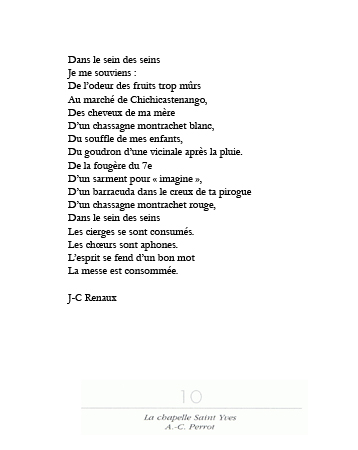 Dans le sein des seins
Je me souviens :
De l'odeur des fruits trop mûrs
Au marché de Chichicastenango,
Des cheveux de ma mère
D'un chassagne montrachet blanc,
Du souffle de mes enfants,
Du goudron d'une vicinale après la pluie.
De la fougère du 7e
D'un sarment pour « imagine »,
D'un barracuda dans le creux de ta pirogue
D'un chassagne montrachet rouge,
Dans le sein des seins
Les cierges se sont consumés.
Les chœurs sont aphones.
L'esprit se fend d'un bon mot
La messe est consommée.
J-C Renaux
10
La chapelle Saint Yves
A.-C. Perrot